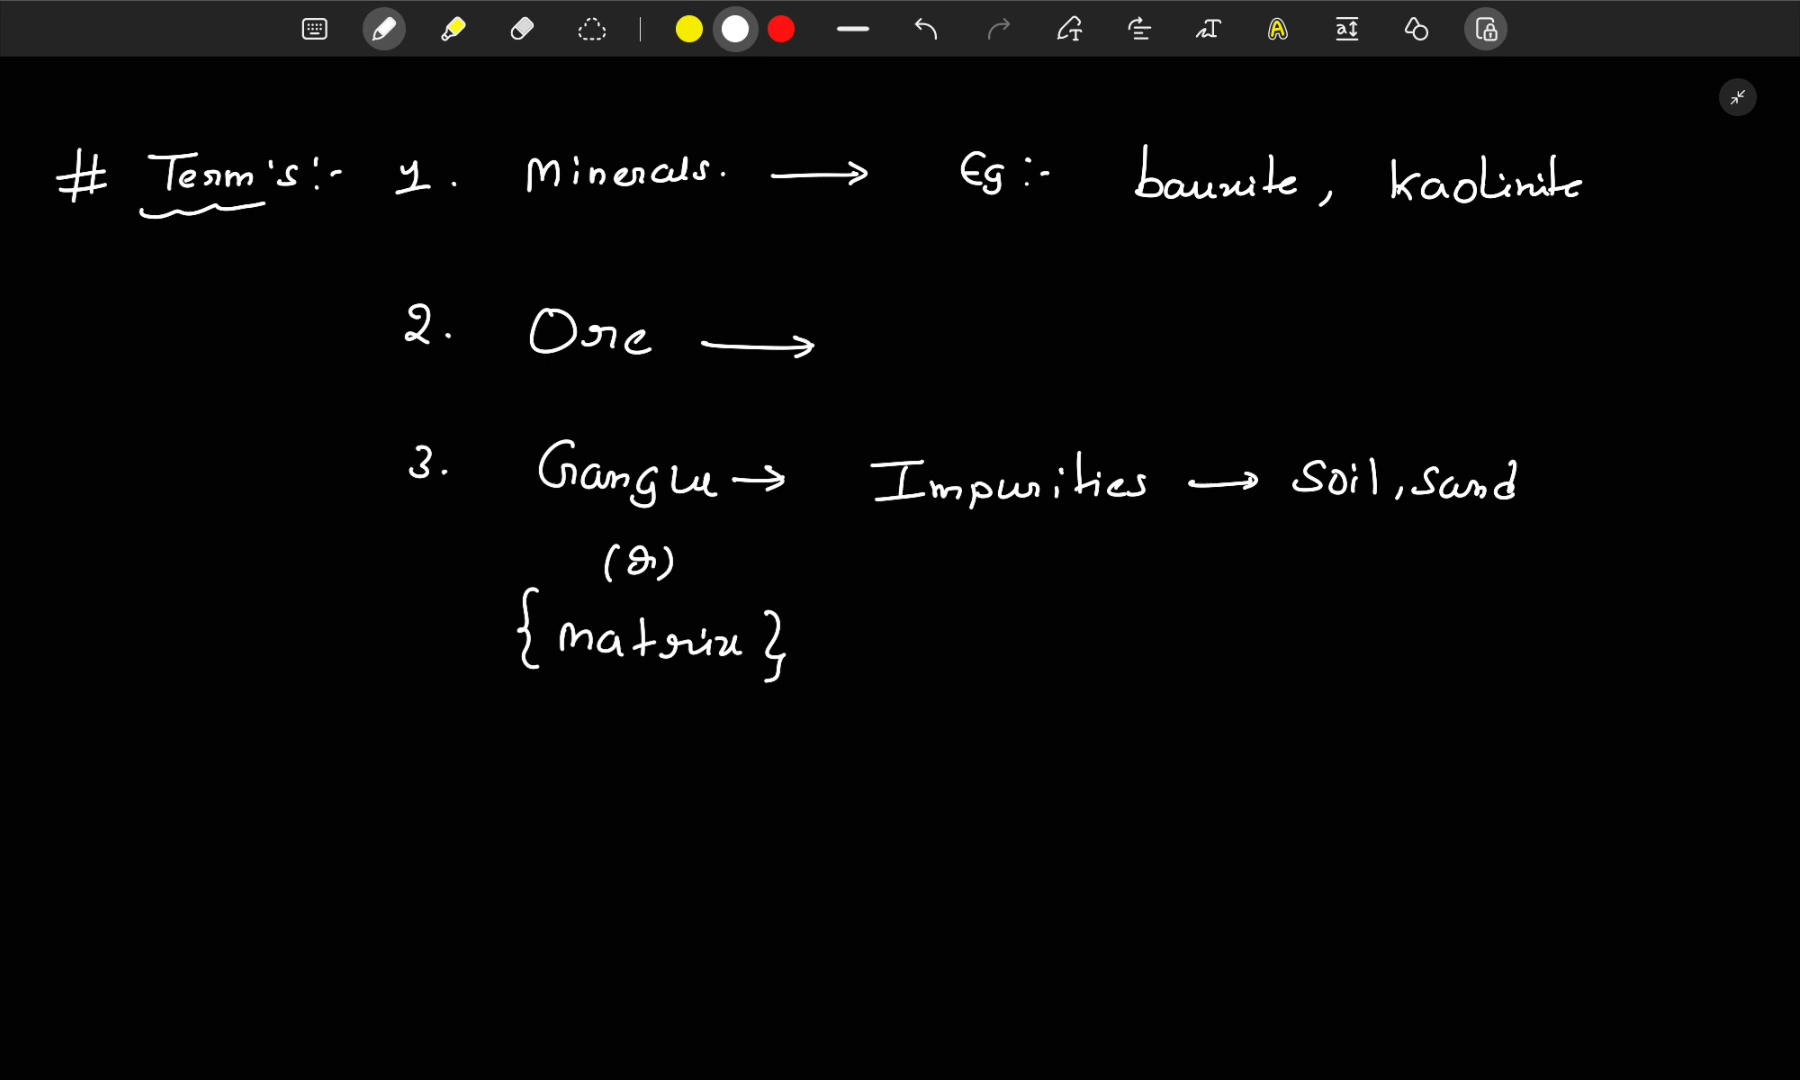 # Term's:- 1. Minerals. → Eg:- bauxite, Kaolinite
2. Ore →
3. Gangue → Impurities → Soil, Sand
(or)
{matrix}